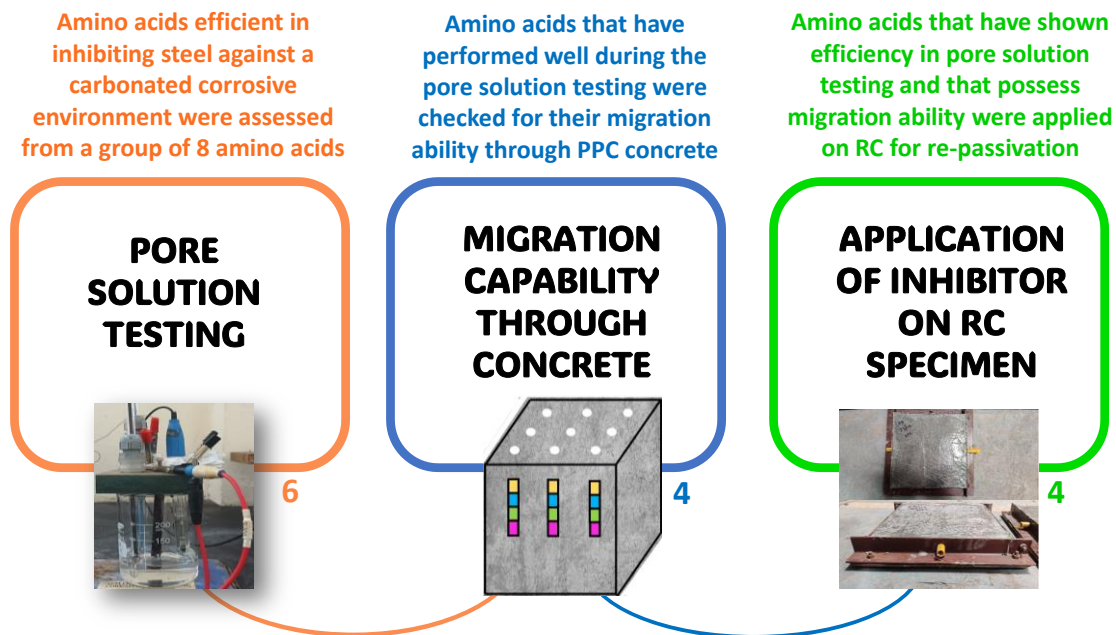 Amino acids efficient in
inhibiting steel against a
carbonated corrosive
environment were assessed
from a group of 8 amino acids
PORE
SOLUTION
TESTING
6
Amino acids that have
performed well during the
pore solution testing were
checked for their migration
ability through PPC concrete
MIGRATION
CAPABILITY
THROUGH
CONCRETE
4
Amino acids that have shown
efficiency in pore solution
testing and that possess
migration ability were applied
on RC for re-passivation
APPLICATION
OF INHIBITOR
ON RC
SPECIMEN
4
200
150